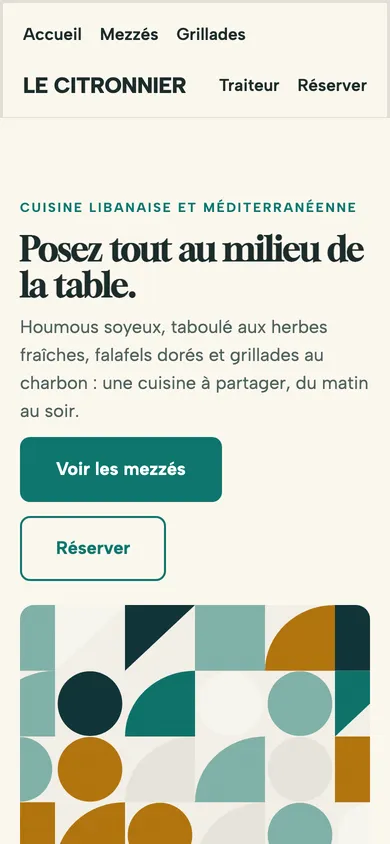 Accueil Mezzés Grillades
LE CITRONNIER Traiteur Réserver
CUISINE LIBANAISE ET MÉDITERRANÉENNE
Posez tout au milieu de
la table.
Houmous soyeux, taboulé aux herbes
fraîches, falafels dorés et grillades au
charbon : une cuisine à partager, du matin
au soir.
Voir les mezzés
Réserver